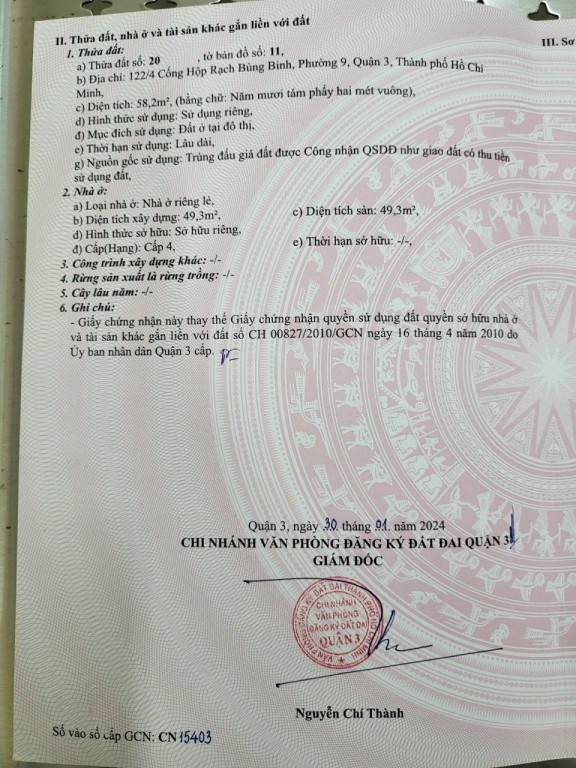 II. Thửa đất, nhà ở và tài sản khác gắn liền với đất
III. Sơ
1. Thửa đất:
a) Thửa đất số: 20 , tờ bản đồ số: 11,
b) Địa chỉ: 122/4 Cống Hộp Rạch Bùng Binh, Phường 9, Quận 3, Thành phố Hồ Chí
Minh,
c) Diện tích: 58,2m², (bằng chữ: Năm mươi tám phẩy hai mét vuông),
d) Hình thức sử dụng: Sử dụng riêng,
đ) Mục đích sử dụng: Đất ở tại đô thị,
e) Thời hạn sử dụng: Lâu dài,
g) Nguồn gốc sử dụng: Trúng đấu giá đất được Công nhận QSDĐ như giao đất có thu tiền
sử dụng đất,
2. Nhà ở:
a) Loại nhà ở: Nhà ở riêng lẻ,
b) Diện tích xây dựng: 49,3m², c) Diện tích sàn: 49,3m²,
d) Hình thức sở hữu: Sở hữu riêng,
đ) Cấp(Hạng): Cấp 4, e) Thời hạn sở hữu: -/-,
3. Công trình xây dựng khác: -/-
4. Rừng sản xuất là rừng trồng: -/-
5. Cây lâu năm: -/-
6. Ghi chú:
- Giấy chứng nhận này thay thế Giấy chứng nhận quyền sử dụng đất quyền sở hữu nhà ở
và tài sản khác gắn liền với đất số CH 00827/2010/GCN ngày 16 tháng 4 năm 2010 do
Ủy ban nhân dân Quận 3 cấp.
Quận 3, ngày 30 tháng 01 năm 2024
CHI NHÁNH VĂN PHÒNG ĐĂNG KÝ ĐẤT ĐAI QUẬN 3
GIÁM ĐỐC
VĂN PHÒNG ĐĂNG KÝ ĐẤT ĐAI THÀNH PHỐ HỒ CHÍ MINH
CHI NHÁNH
VĂN PHÒNG
ĐĂNG KÝ ĐẤT ĐAI
QUẬN 3
Nguyễn Chí Thành
Số vào sổ cấp GCN: CN 15403